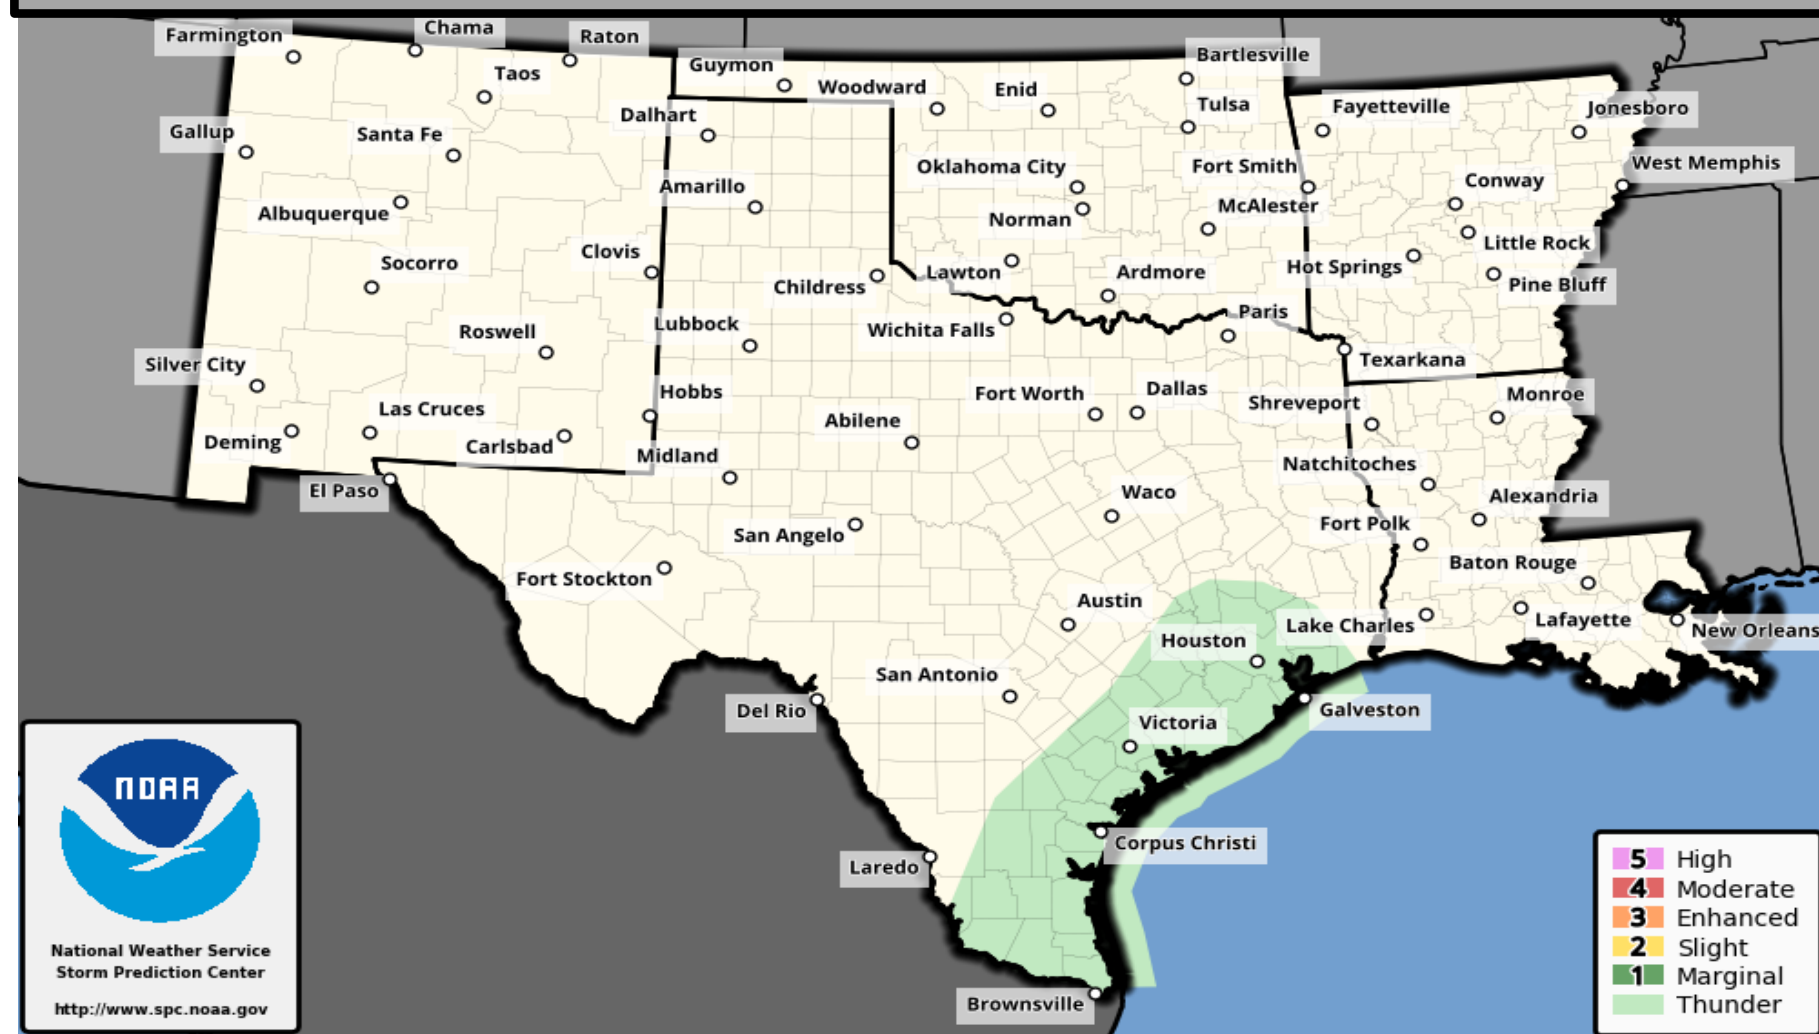 Farmington
Chama
Raton
Taos
Guymon
Woodward
Enid
Bartlesville
Tulsa
Fayetteville
Jonesboro
Dalhart
Gallup
Santa Fe
Oklahoma City
Fort Smith
Conway
West Memphis
Amarillo
Albuquerque
Norman
McAlester
Little Rock
Socorro
Clovis
Childress
Lawton
Ardmore
Hot Springs
Pine Bluff
Roswell
Lubbock
Wichita Falls
Paris
Texarkana
Silver City
Hobbs
Fort Worth
Dallas
Shreveport
Monroe
Las Cruces
Deming
Carlsbad
Midland
Abilene
Natchitoches
El Paso
San Angelo
Waco
Alexandria
Fort Polk
Fort Stockton
Austin
Baton Rouge
Houston
Lake Charles
Lafayette
New Orleans
San Antonio
Del Rio
Victoria
Galveston
Laredo
Corpus Christi
Brownsville
NOAA
National Weather Service
Storm Prediction Center
http://www.spc.noaa.gov
5 High
4 Moderate
3 Enhanced
2 Slight
1 Marginal
Thunder